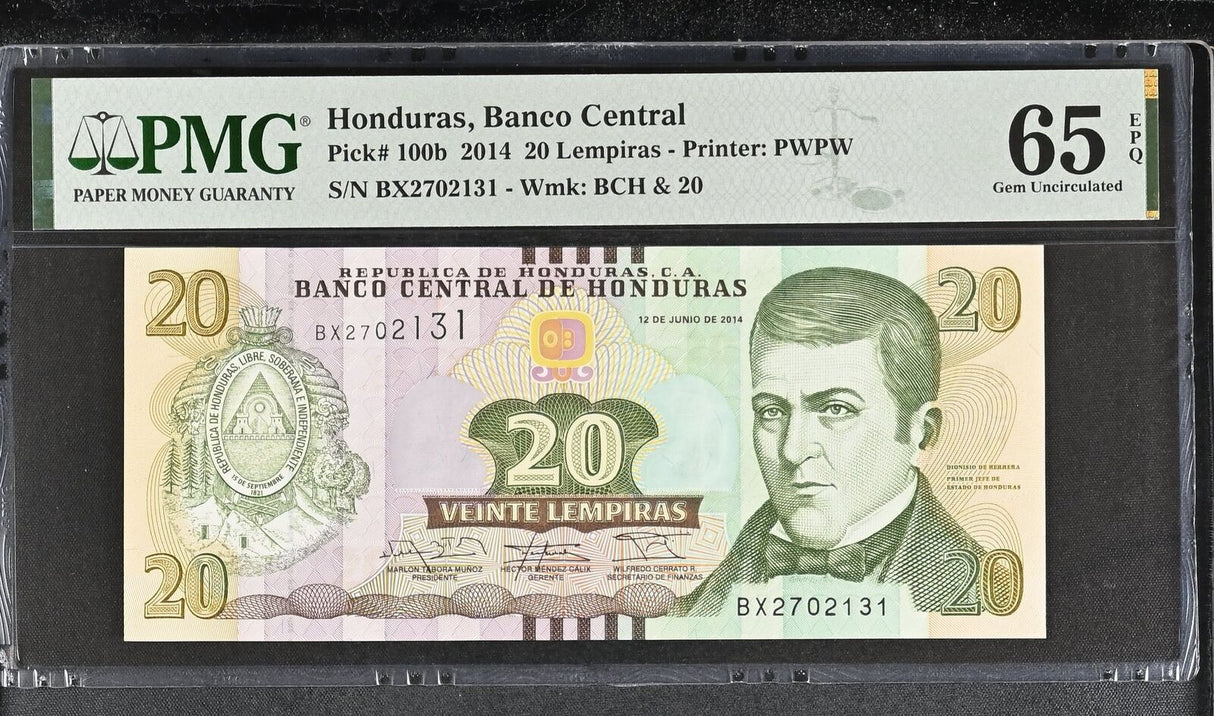 PMG®
PAPER MONEY GUARANTY
Honduras, Banco Central
Pick# 100b 2014 20 Lempiras - Printer: PWPW
S/N BX2702131 - Wmk: BCH & 20
65
EPQ
Gem Uncirculated
REPUBLICA DE HONDURAS, C.A.
BANCO CENTRAL DE HONDURAS
20
20
BX2702131
12 DE JUNIO DE 2014
REPUBLICA DE HONDURAS, LIBRE, SOBERANA E INDEPENDIENTE
15 DE SEPTIEMBRE
1821
20
DIONISIO DE HERRERA
PRIMER JEFE DE
ESTADO DE HONDURAS
VEINTE LEMPIRAS
MARLON TABORA MUÑOZ
PRESIDENTE
HECTOR MENDEZ CALIX
GERENTE
WILFREDO CERRATO R.
SECRETARIO DE FINANZAS
20
20
BX2702131